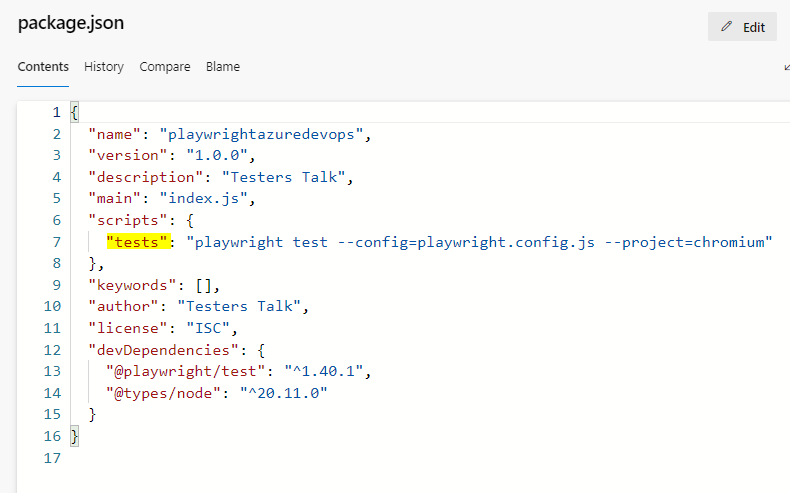 package.json
Edit
Contents History Compare Blame
1 {
2 "name": "playwrightazuredevops",
3 "version": "1.0.0",
4 "description": "Testers Talk",
5 "main": "index.js",
6 "scripts": {
7 "tests": "playwright test --config=playwright.config.js --project=chromium"
8 },
9 "keywords": [],
10 "author": "Testers Talk",
11 "license": "ISC",
12 "devDependencies": {
13 "@playwright/test": "^1.40.1",
14 "@types/node": "^20.11.0"
15 }
16 }
17